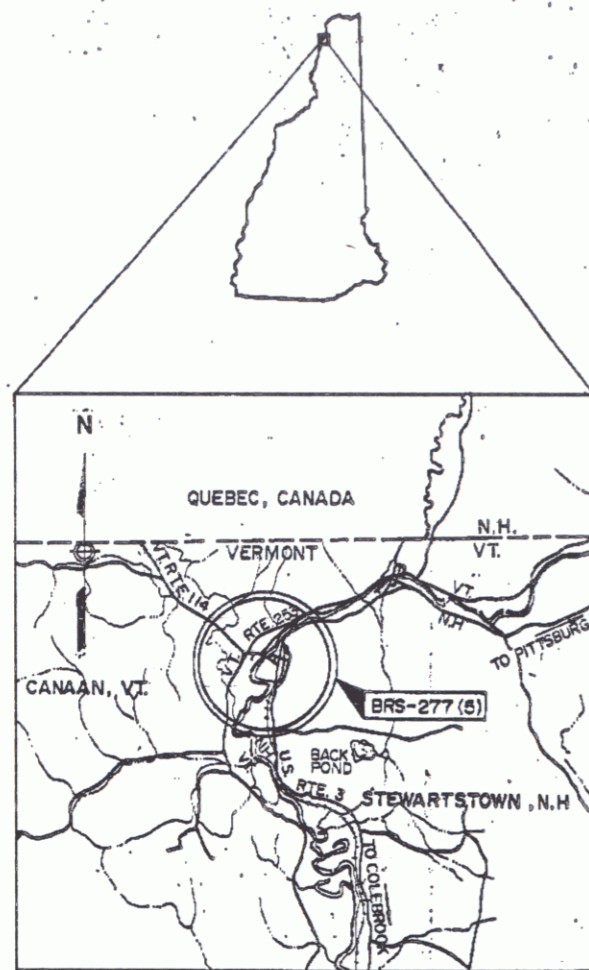 N
QUEBEC, CANADA
N.H.
VT.
VERMONT
VT. RTE. 114
RTE. 253
VT.
N.H
VT.
TO PITTSBURG
CANAAN, VT.
BRS-277 (5)
U.S.
RTE. 3
BACK
POND
STEWARTSTOWN, N.H
TO COLEBROOK